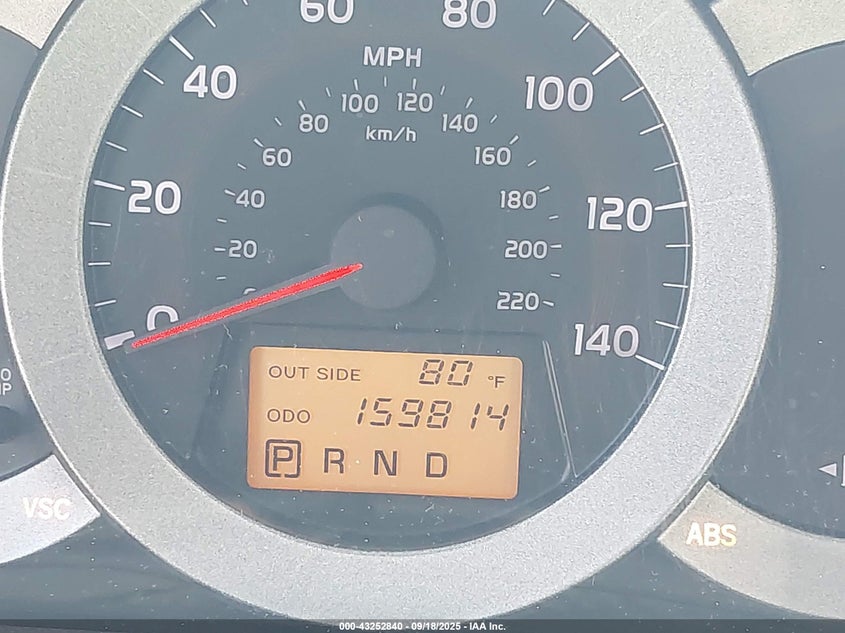 60 80
MPH
40 100
100 120
80 140
km/h
60 160
20 40 180 120
20 200
0 220 140
OUT SIDE 80 °F
ODO 159814
P R N D
VSC
ABS
000-43252840 - 09/18/2025 - IAA Inc.